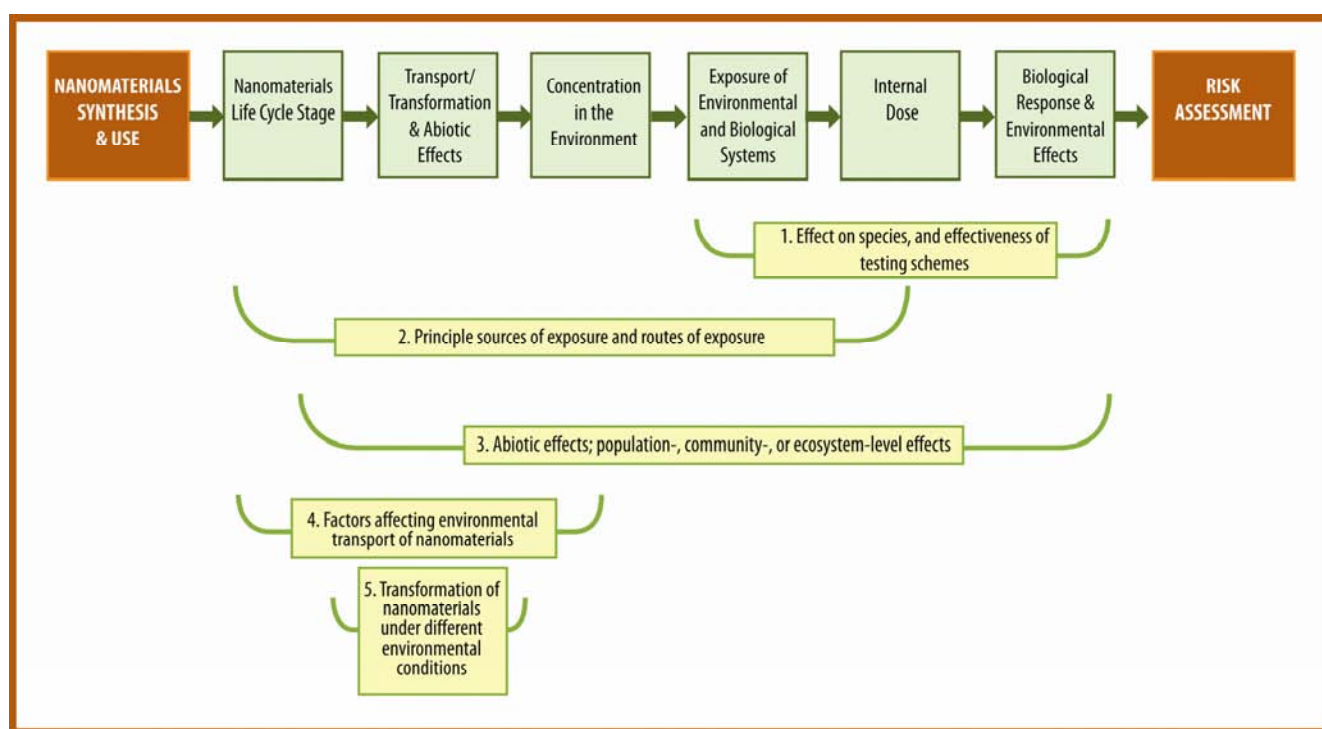 NANOMATERIALS
SYNTHESIS
& USE
Nanomaterials
Life Cycle Stage
Transport/
Transformation
& Abiotic
Effects
Concentration
in the
Environment
Exposure of
Environmental
and Biological
Systems
Internal
Dose
Biological
Response &
Environmental
Effects
RISK
ASSESSMENT
1. Effect on species, and effectiveness of
testing schemes
2. Principle sources of exposure and routes of exposure
3. Abiotic effects; population-, community-, or ecosystem-level effects
4. Factors affecting environmental
transport of nanomaterials
5. Transformation of
nanomaterials
under different
environmental
conditions